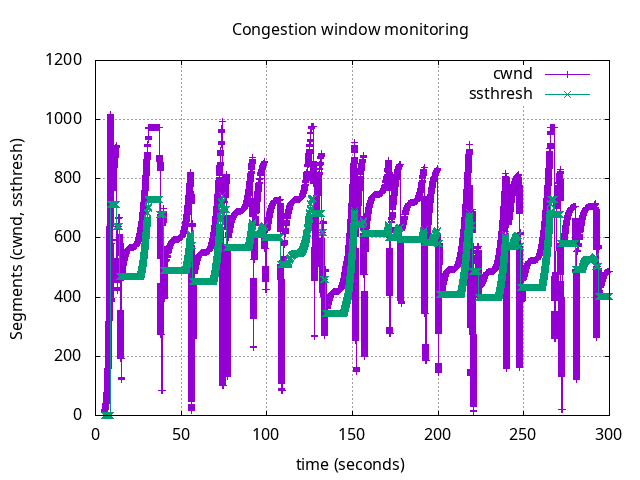 Congestion window monitoring
1200
1000
800
600
400
200
0
Segments (cwnd, ssthresh)
cwnd
ssthresh
0 50 100 150 200 250 300
time (seconds)